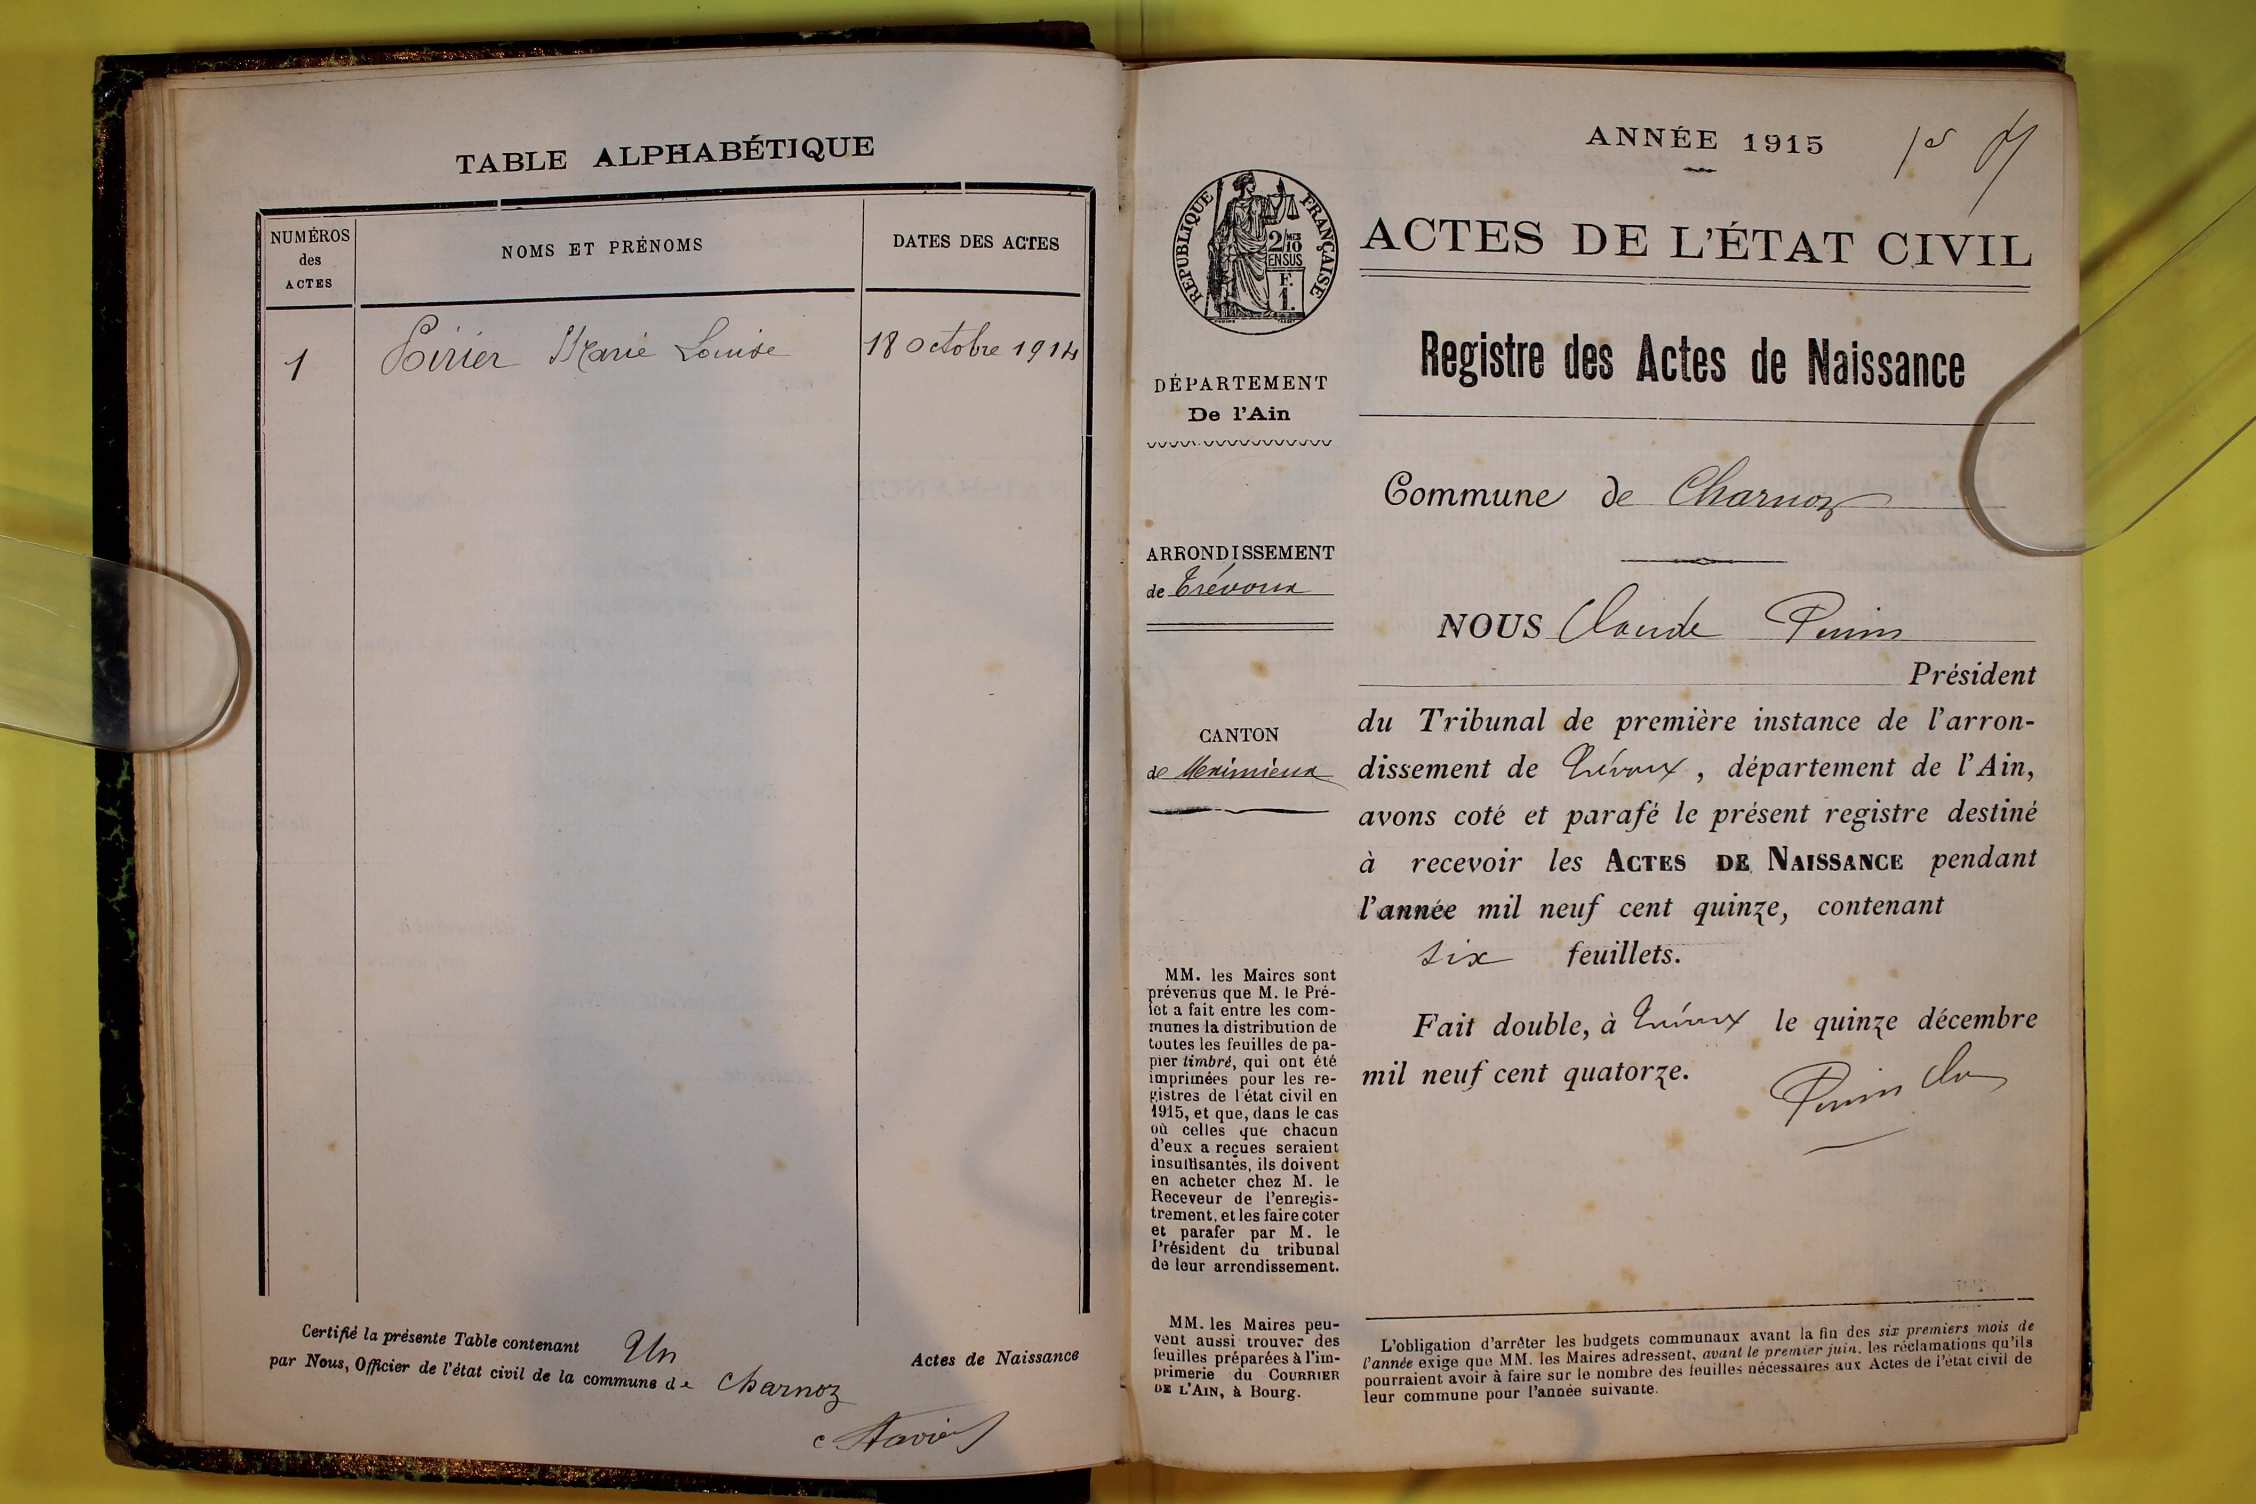 TABLE ALPHABÉTIQUE
NUMÉROS
des
ACTES
NOMS ET PRÉNOMS
DATES DES ACTES
1
Poirier Marie Louise
18 octobre 1914
Certifié la présente Table contenant Un
par Nous, Officier de l'état civil de la commune de Charnoz
Actes de Naissance
ANNÉE 1915
RÉPUBLIQUE FRANÇAISE
2/10
MES
EN SUS
F.
1.
ACTES DE L'ÉTAT CIVIL
Registre des Actes de Naissance
DÉPARTEMENT
De l'Ain
ARRONDISSEMENT
de Trévoux
CANTON
de Meximieux
MM. les Maires sont
prévenus que M. le Pré-
fet a fait entre les com-
munes la distribution de
toutes les feuilles de pa-
pier timbré, qui ont été
imprimées pour les re-
gistres de l'état civil en
1915, et que, dans le cas
où celles que chacun
d'eux a reçues seraient
insuffisantes, ils doivent
en acheter chez M. le
Receveur de l'enregis-
trement, et les faire coter
et parafer par M. le
Président du tribunal
de leur arrondissement.
MM. les Maires peu-
vent aussi trouver des
feuilles préparées à l'im-
primerie du COURRIER
DE L'AIN, à Bourg.
Commune de Charnoz
NOUS Claude
Président
du Tribunal de première instance de l'arron-
dissement de Trévoux, département de l'Ain,
avons coté et parafé le présent registre destiné
à recevoir les ACTES DE NAISSANCE pendant
l'année mil neuf cent quinze, contenant
six feuillets.
Fait double, à Trévoux le quinze décembre
mil neuf cent quatorze.
L'obligation d'arrêter les budgets communaux avant la fin des six premiers mois de
l'année exige que MM. les Maires adressent, avant le premier juin, les réclamations qu'ils
pourraient avoir à faire sur le nombre des feuilles nécessaires aux Actes de l'état civil de
leur commune pour l'année suivante.